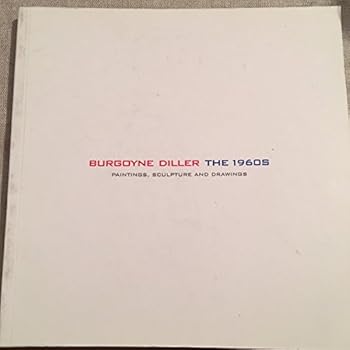 BURGOYNE DILLER THE 1960S
PAINTINGS, SCULPTURE AND DRAWINGS